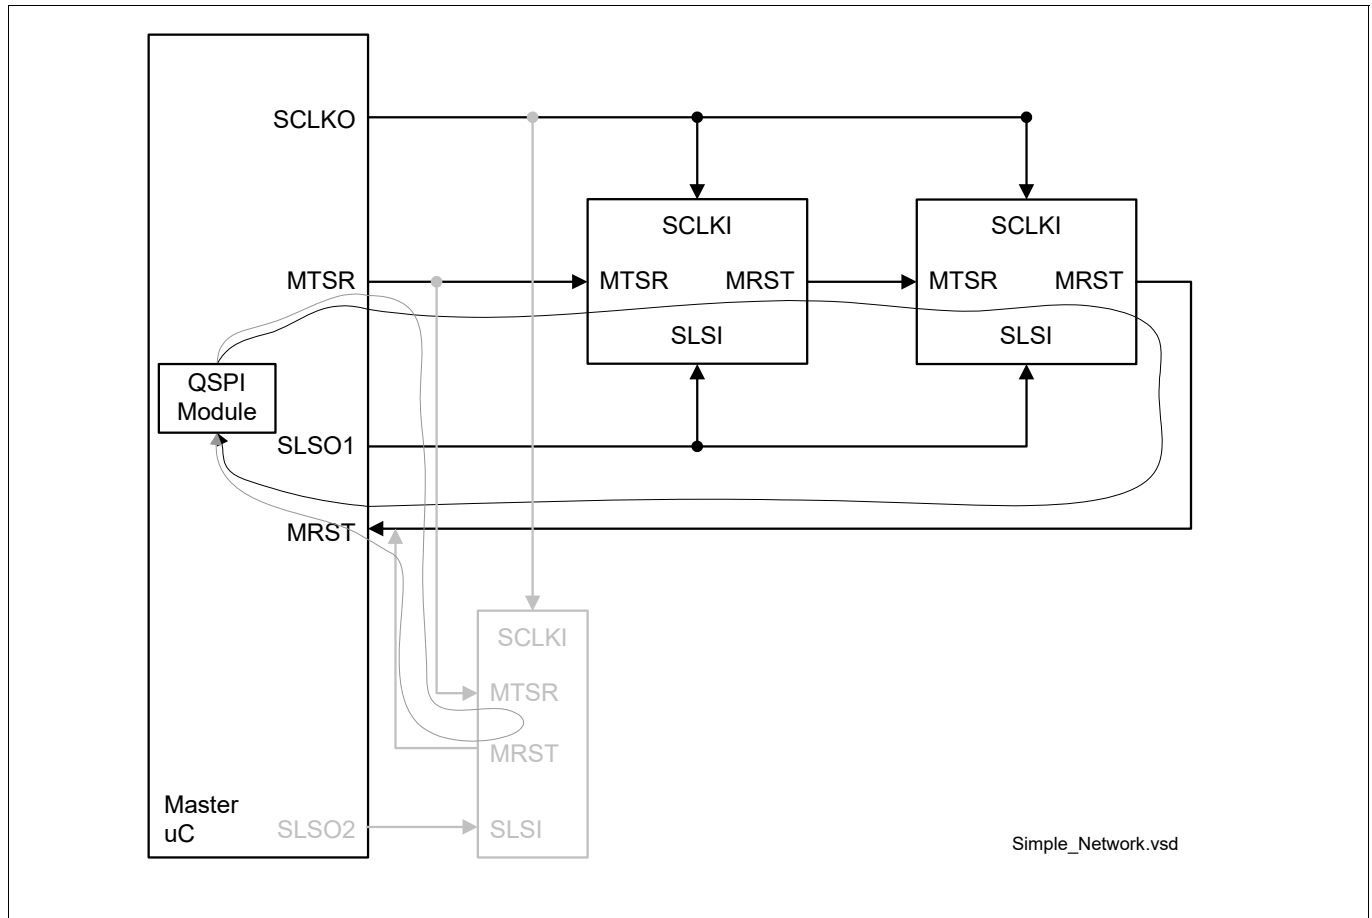 SCLKO
SCLKI
SCLKI
MTSR
MTSR
MRST
MTSR
MRST
SLSI
SLSI
QSPI
Module
SLSO1
MRST
SCLKI
MTSR
MRST
Master
uC
SLSO2
SLSI
Simple_Network.vsd